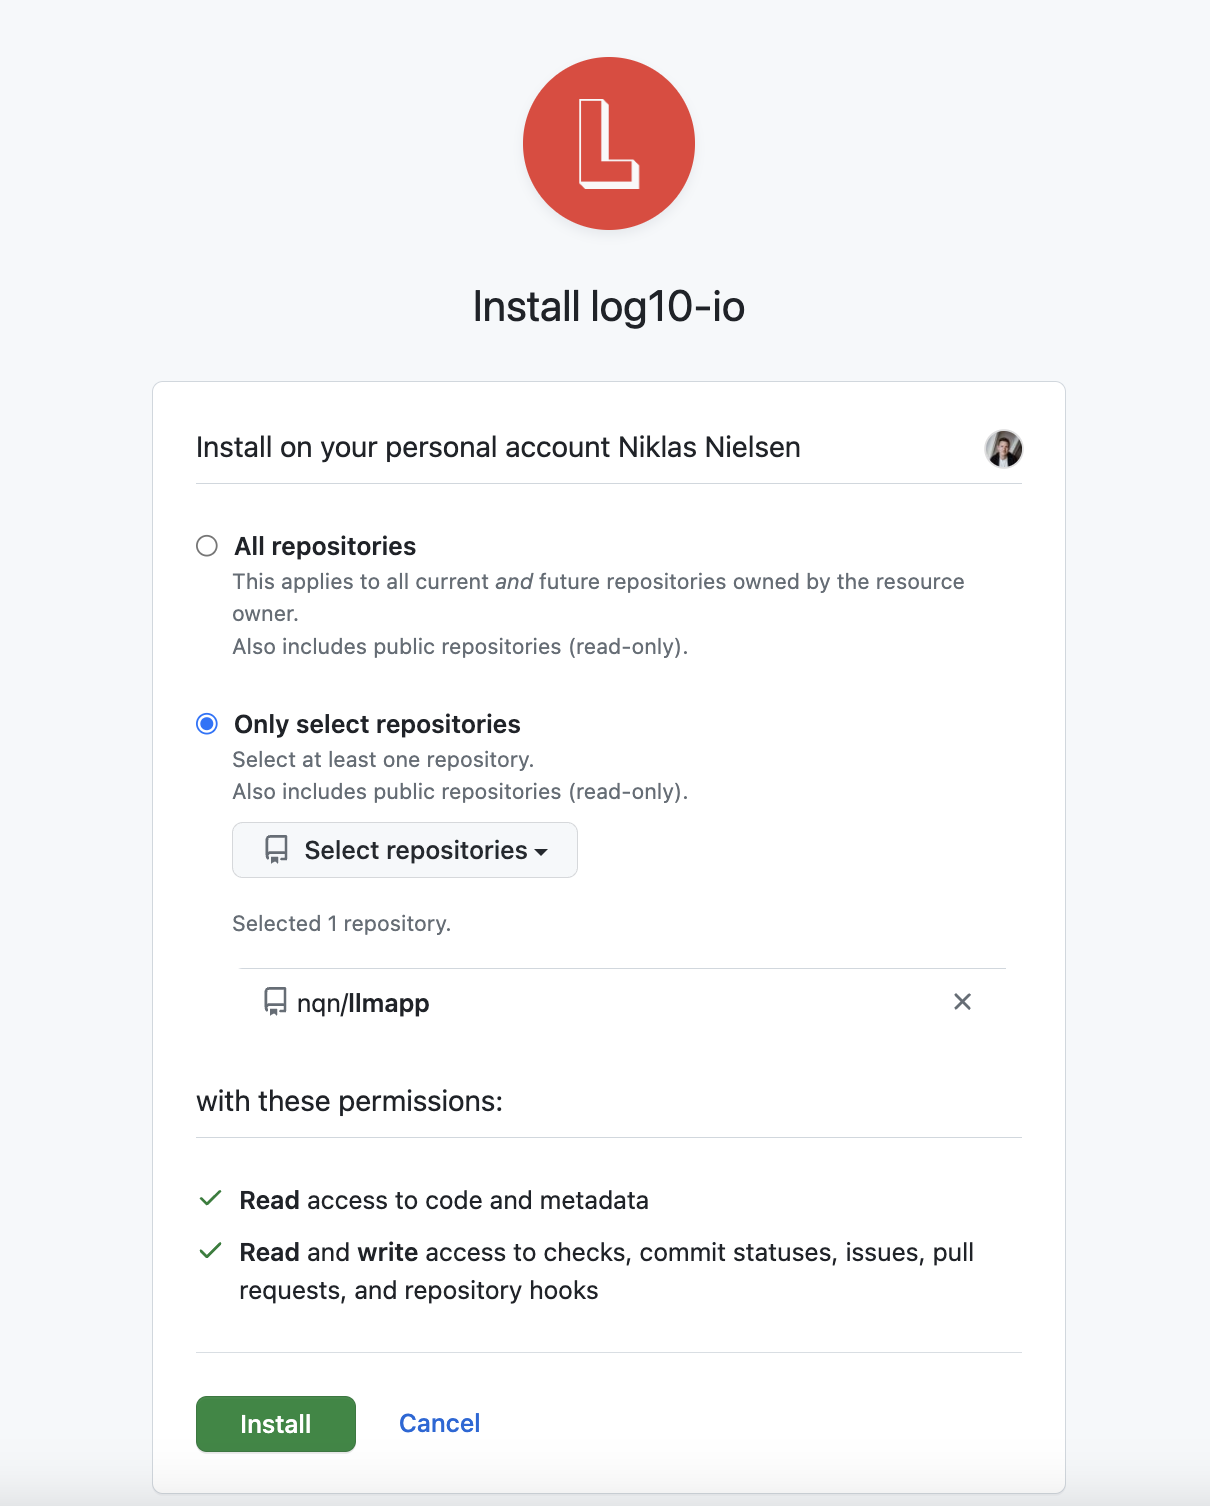 L
Install log10-io
Install on your personal account Niklas Nielsen
All repositories
This applies to all current and future repositories owned by the resource
owner.
Also includes public repositories (read-only).
Only select repositories
Select at least one repository.
Also includes public repositories (read-only).
Select repositories
Selected 1 repository.
nqn/llmapp
with these permissions:
Read access to code and metadata
Read and write access to checks, commit statuses, issues, pull
requests, and repository hooks
Install
Cancel